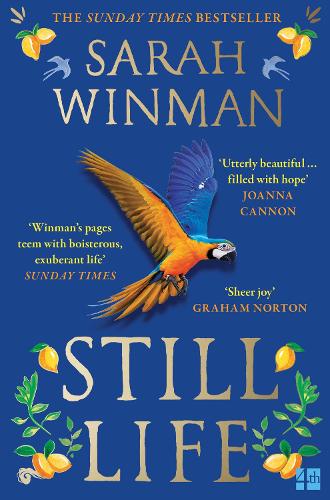 THE SUNDAY TIMES BESTSELLER
SARAH
WINMAN
‘Utterly beautiful ...
filled with hope’
JOANNA
CANNON
‘Winman’s pages
teem with boisterous,
exuberant life’
SUNDAY TIMES
‘Sheer joy’
GRAHAM NORTON
STILL
LIFE
4th